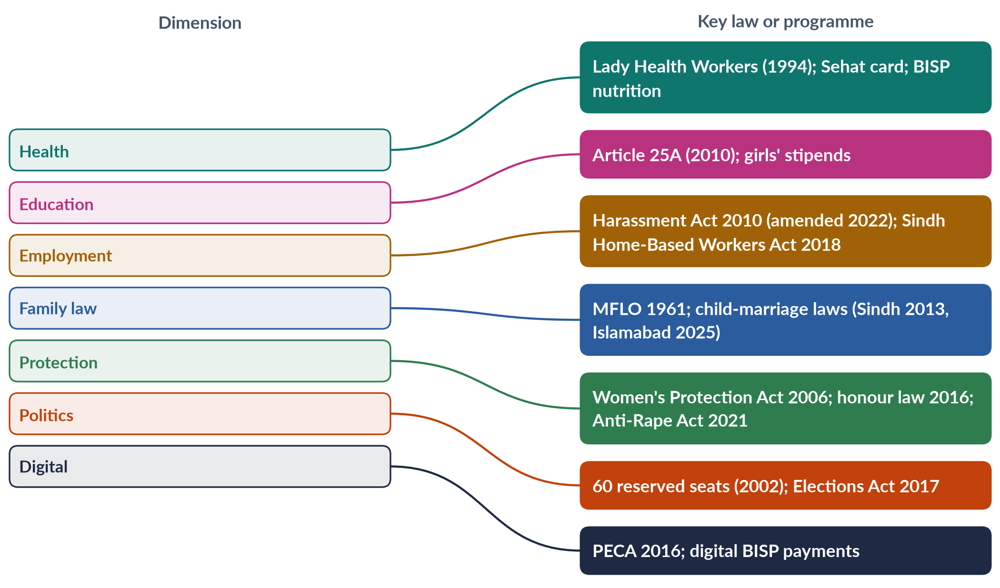 Dimension
Key law or programme
Health
Lady Health Workers (1994); Sehat card; BISP
nutrition
Education
Article 25A (2010); girls' stipends
Employment
Harassment Act 2010 (amended 2022); Sindh
Home-Based Workers Act 2018
Family law
MFLO 1961; child-marriage laws (Sindh 2013,
Islamabad 2025)
Protection
Women's Protection Act 2006; honour law 2016;
Anti-Rape Act 2021
Politics
60 reserved seats (2002); Elections Act 2017
Digital
PECA 2016; digital BISP payments